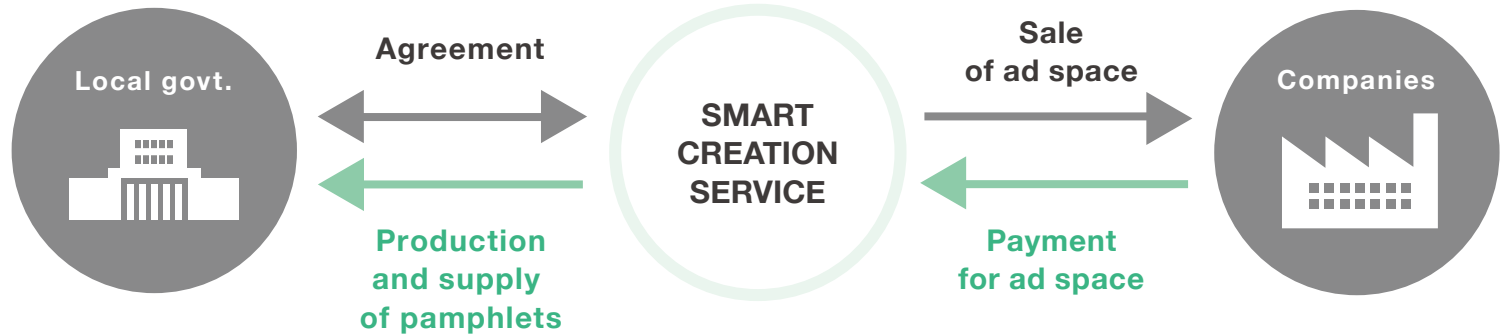 Local govt.
Agreement
Production
and supply
of pamphlets
SMART
CREATION
SERVICE
Sale
of ad space
Payment
for ad space
Companies